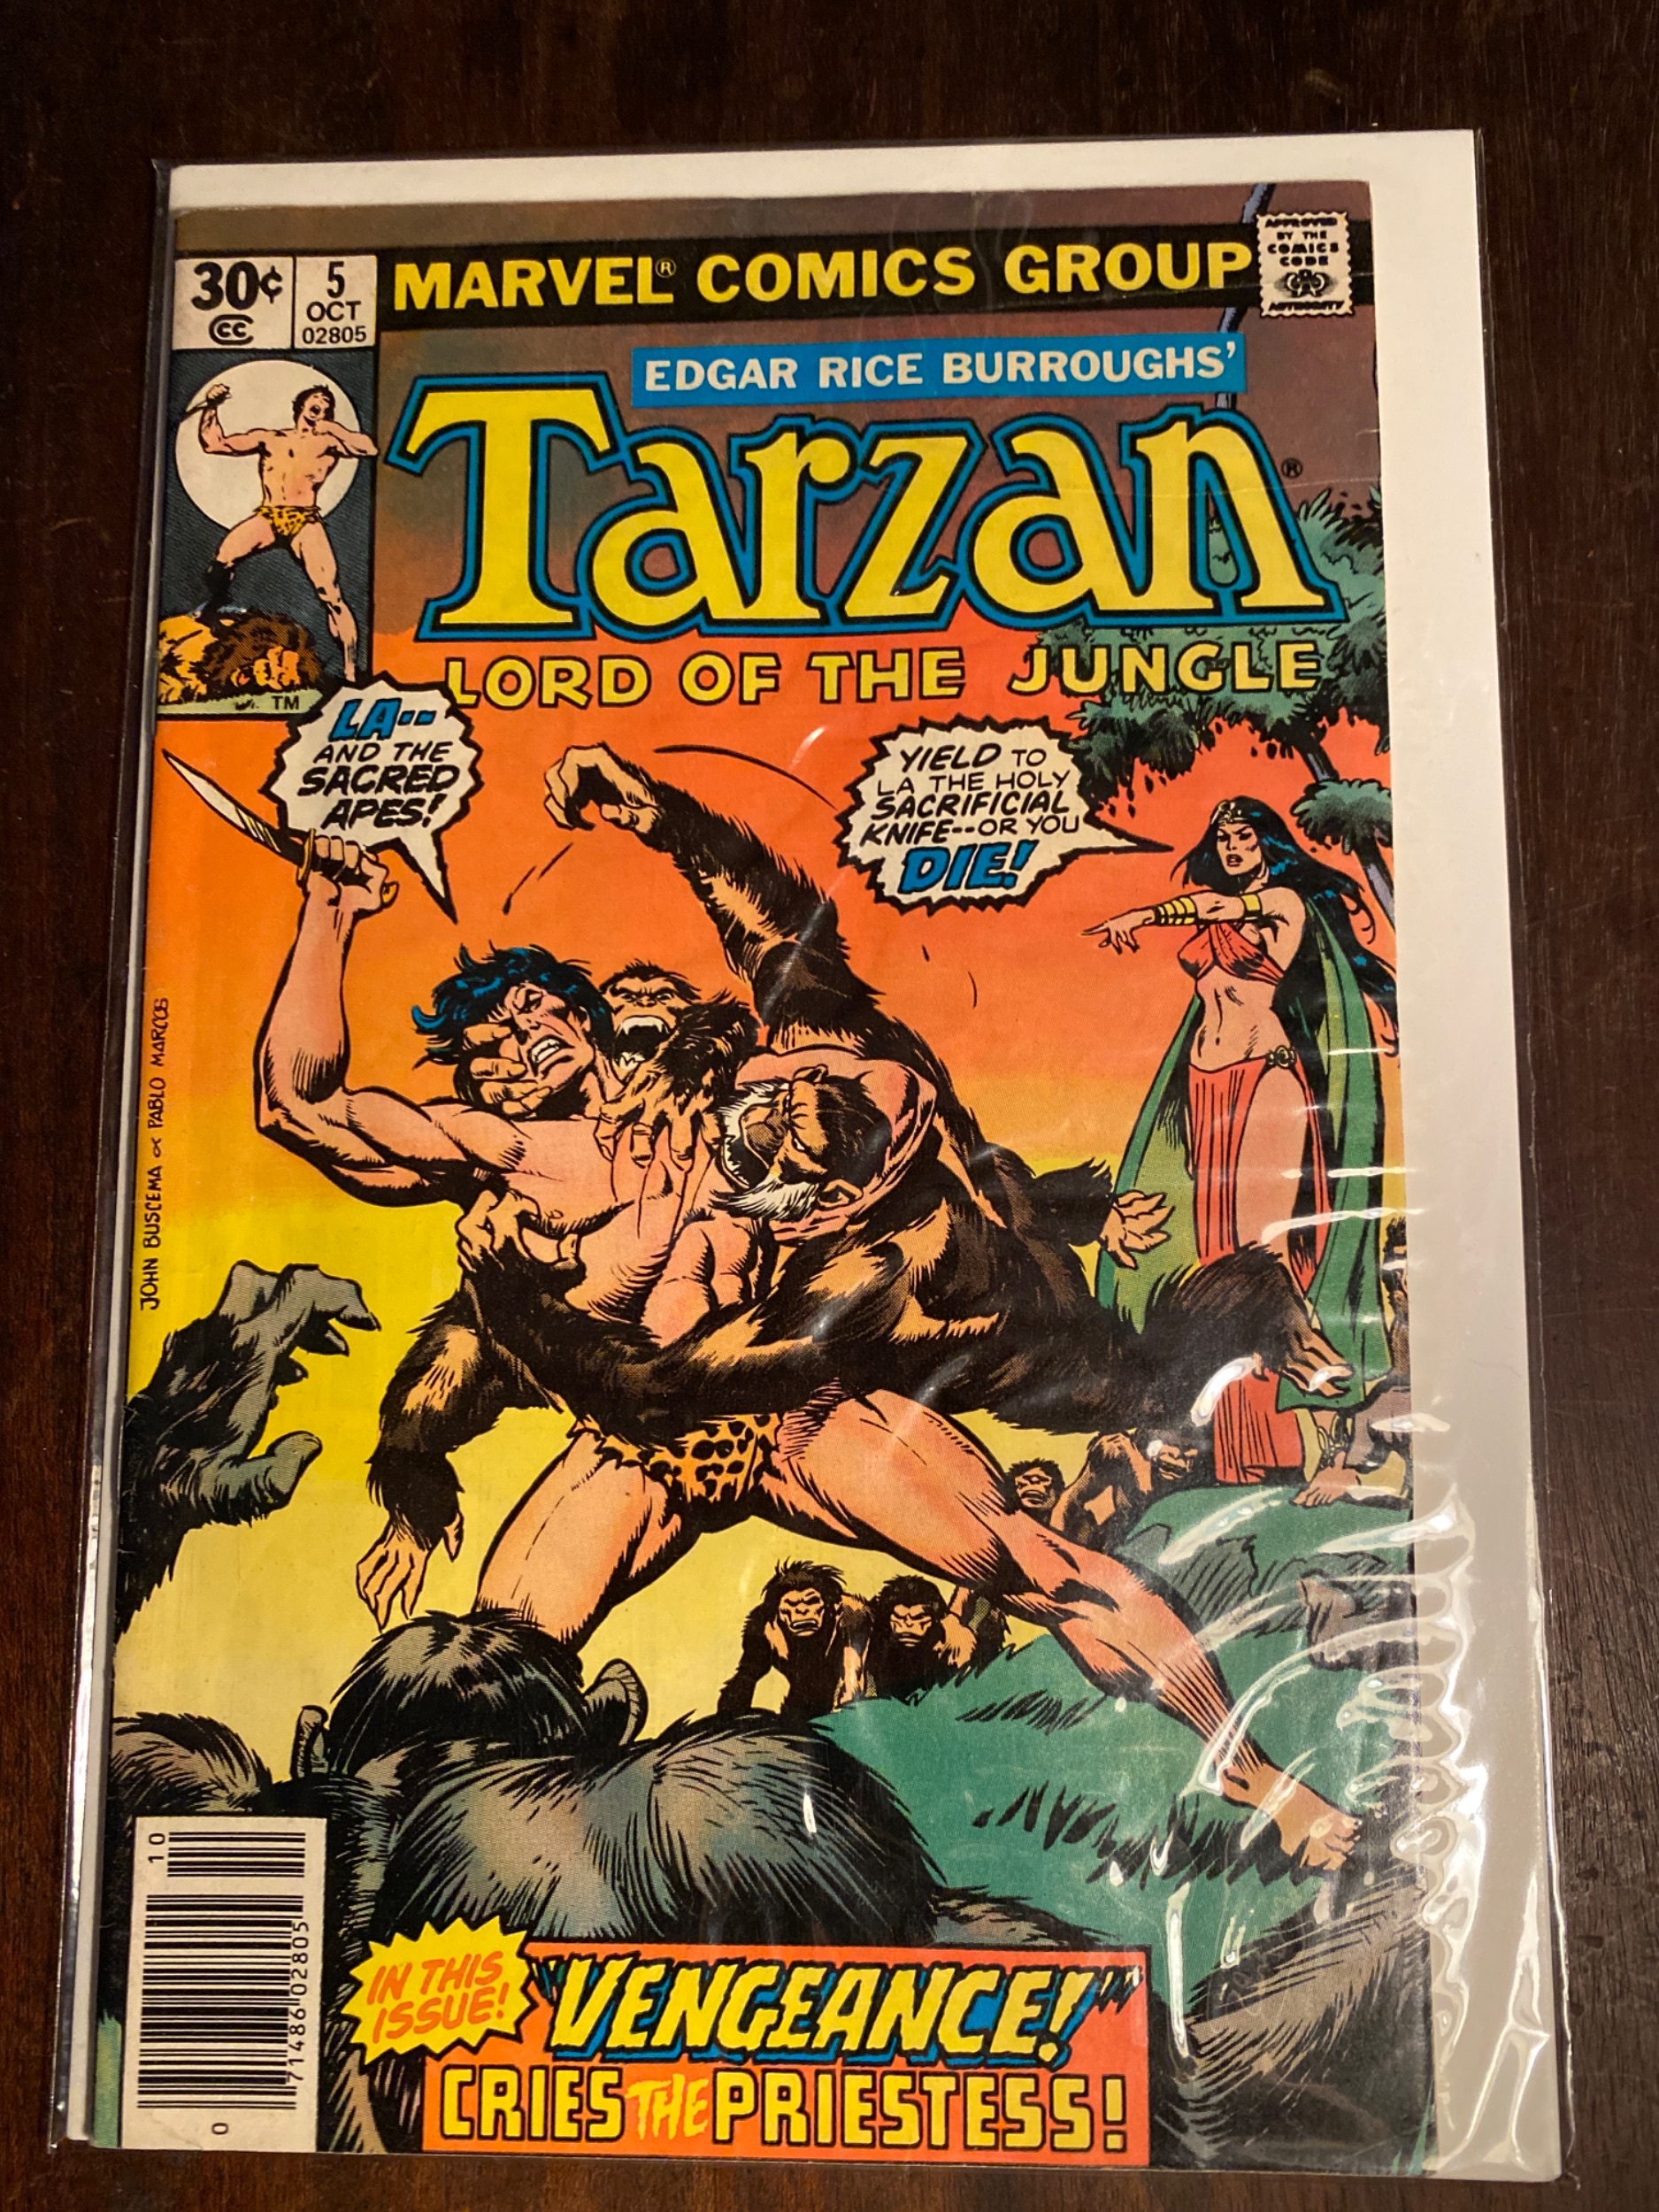 30¢
CC
5
OCT
02805
MARVEL® COMICS GROUP
APPROVED
BY THE
COMICS
CODE
AUTHORITY
EDGAR RICE BURROUGHS'
Tarzan®
LORD OF THE JUNGLE
TM
LA--
AND THE
SACRED
APES!
YIELD TO
LA THE HOLY
SACRIFICIAL
KNIFE--OR YOU
DIE!
JOHN BUSCEMA & PABLO MARCOS
10
71486 02805
0
IN THIS
ISSUE!
"VENGEANCE!"
CRIES THE PRIESTESS!